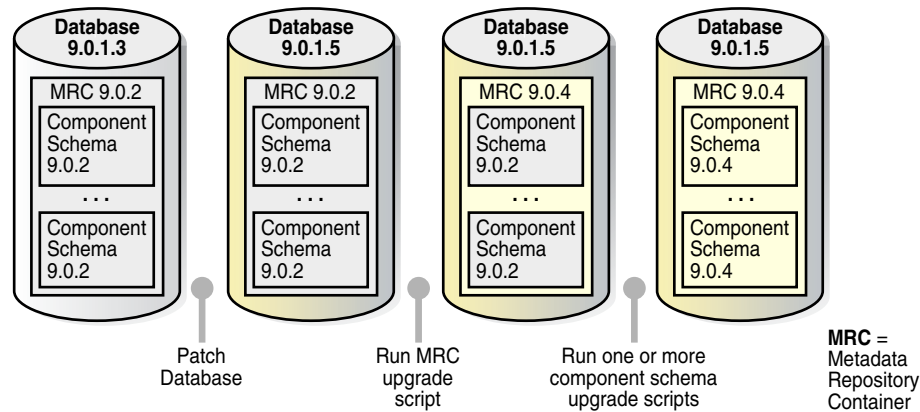 Database
9.0.1.3
MRC 9.0.2
Component
Schema
9.0.2
. . .
Component
Schema
9.0.2
Database
9.0.1.5
MRC 9.0.2
Component
Schema
9.0.2
. . .
Component
Schema
9.0.2
Database
9.0.1.5
MRC 9.0.4
Component
Schema
9.0.2
. . .
Component
Schema
9.0.2
Database
9.0.1.5
MRC 9.0.4
Component
Schema
9.0.4
. . .
Component
Schema
9.0.4
Patch
Database
Run MRC
upgrade
script
Run one or more
component schema
upgrade scripts
MRC =
Metadata
Repository
Container